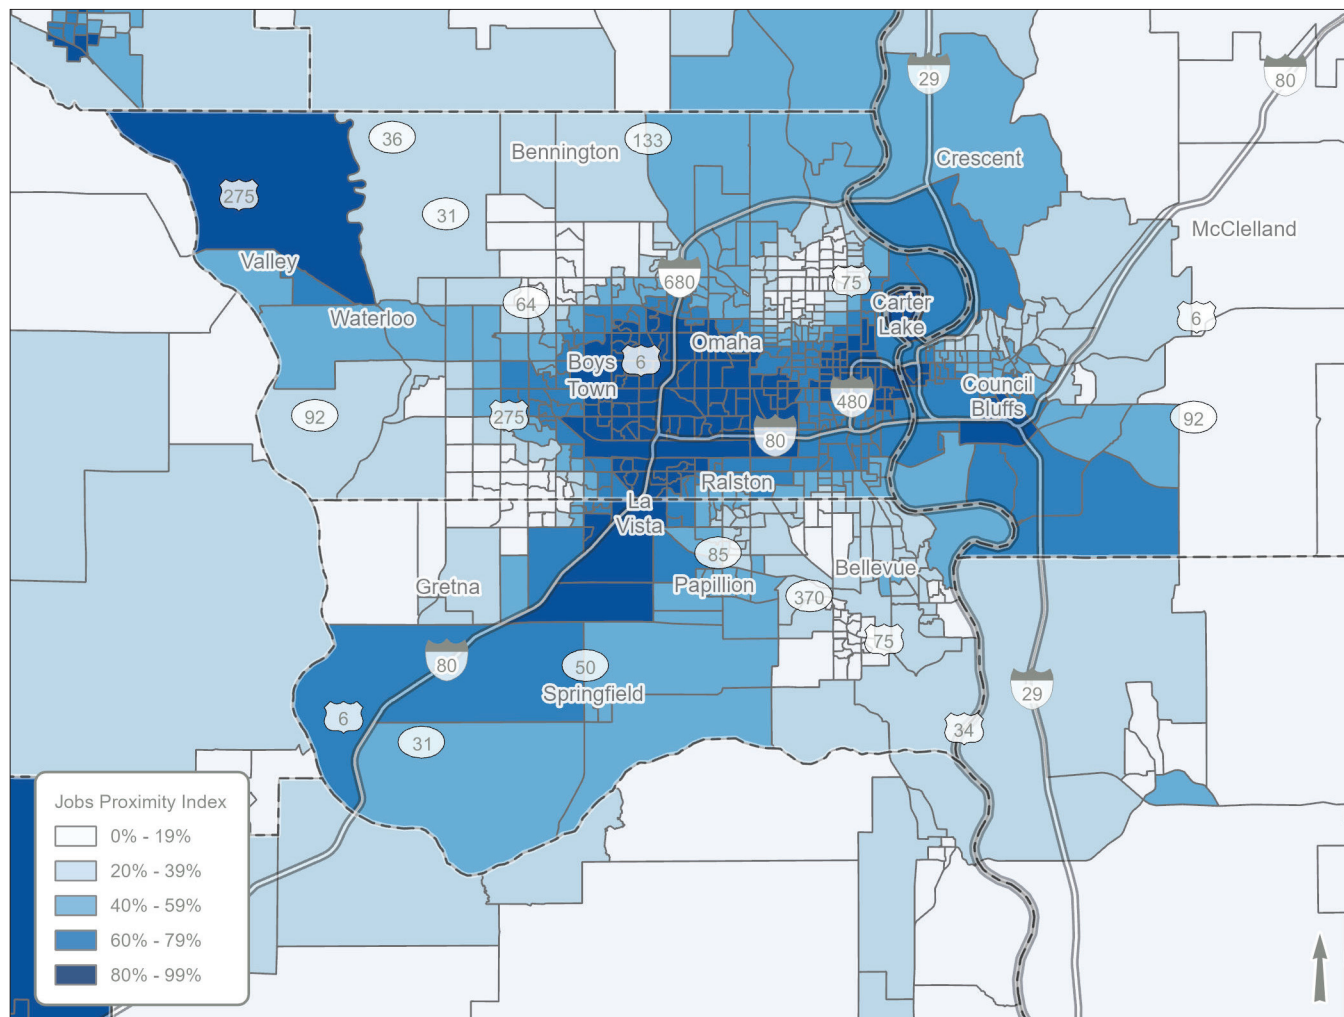 29
80
36
133
Bennington
Crescent
275
31
McClelland
Valley
680
75
64
Carter
Lake
Waterloo
6
Omaha
Boys
Town
6
Council
Bluffs
480
92
275
92
80
Ralston
La
Vista
85
Bellevue
Gretna
Papillion
370
75
80
50
29
Springfield
6
34
31
Jobs Proximity Index
0% - 19%
20% - 39%
40% - 59%
60% - 79%
80% - 99%